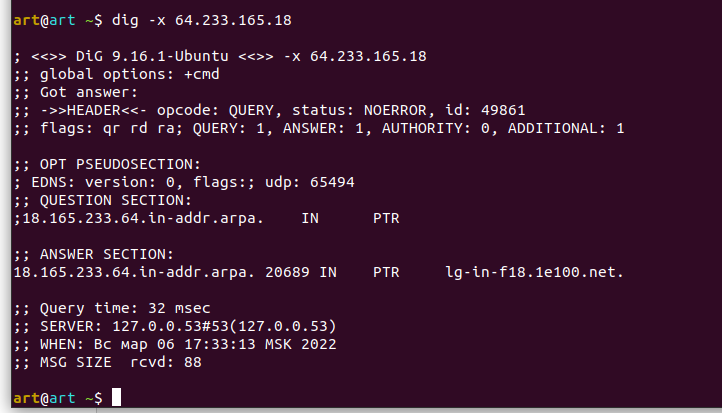 art@art ~$ dig -x 64.233.165.18
; <<>> DiG 9.16.1-Ubuntu <<>> -x 64.233.165.18
;; global options: +cmd
;; Got answer:
;; ->>HEADER<<- opcode: QUERY, status: NOERROR, id: 49861
;; flags: qr rd ra; QUERY: 1, ANSWER: 1, AUTHORITY: 0, ADDITIONAL: 1
;; OPT PSEUDOSECTION:
; EDNS: version: 0, flags:; udp: 65494
;; QUESTION SECTION:
;18.165.233.64.in-addr.arpa. IN PTR
;; ANSWER SECTION:
18.165.233.64.in-addr.arpa. 20689 IN PTR lg-in-f18.1e100.net.
;; Query time: 32 msec
;; SERVER: 127.0.0.53#53(127.0.0.53)
;; WHEN: Вс мар 06 17:33:13 MSK 2022
;; MSG SIZE rcvd: 88
art@art ~$